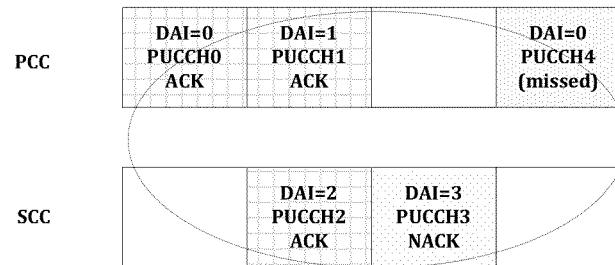 PCC
DAI=0
PUCCH0
ACK
DAI=1
PUCCH1
ACK
DAI=0
PUCCH4
(missed)
SCC
DAI=2
PUCCH2
ACK
DAI=3
PUCCH3
NACK